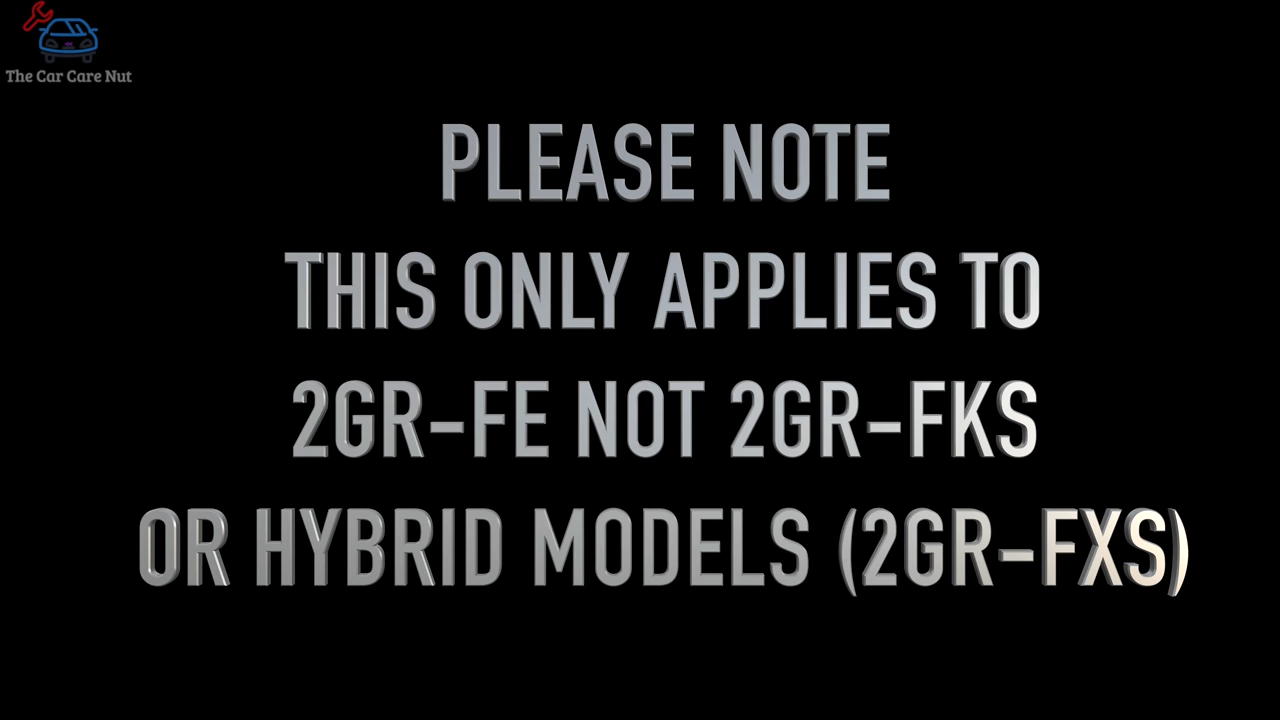 The Car Care Nut
PLEASE NOTE
THIS ONLY APPLIES TO
2GR-FE NOT 2GR-FKS
OR HYBRID MODELS (2GR-FXS)